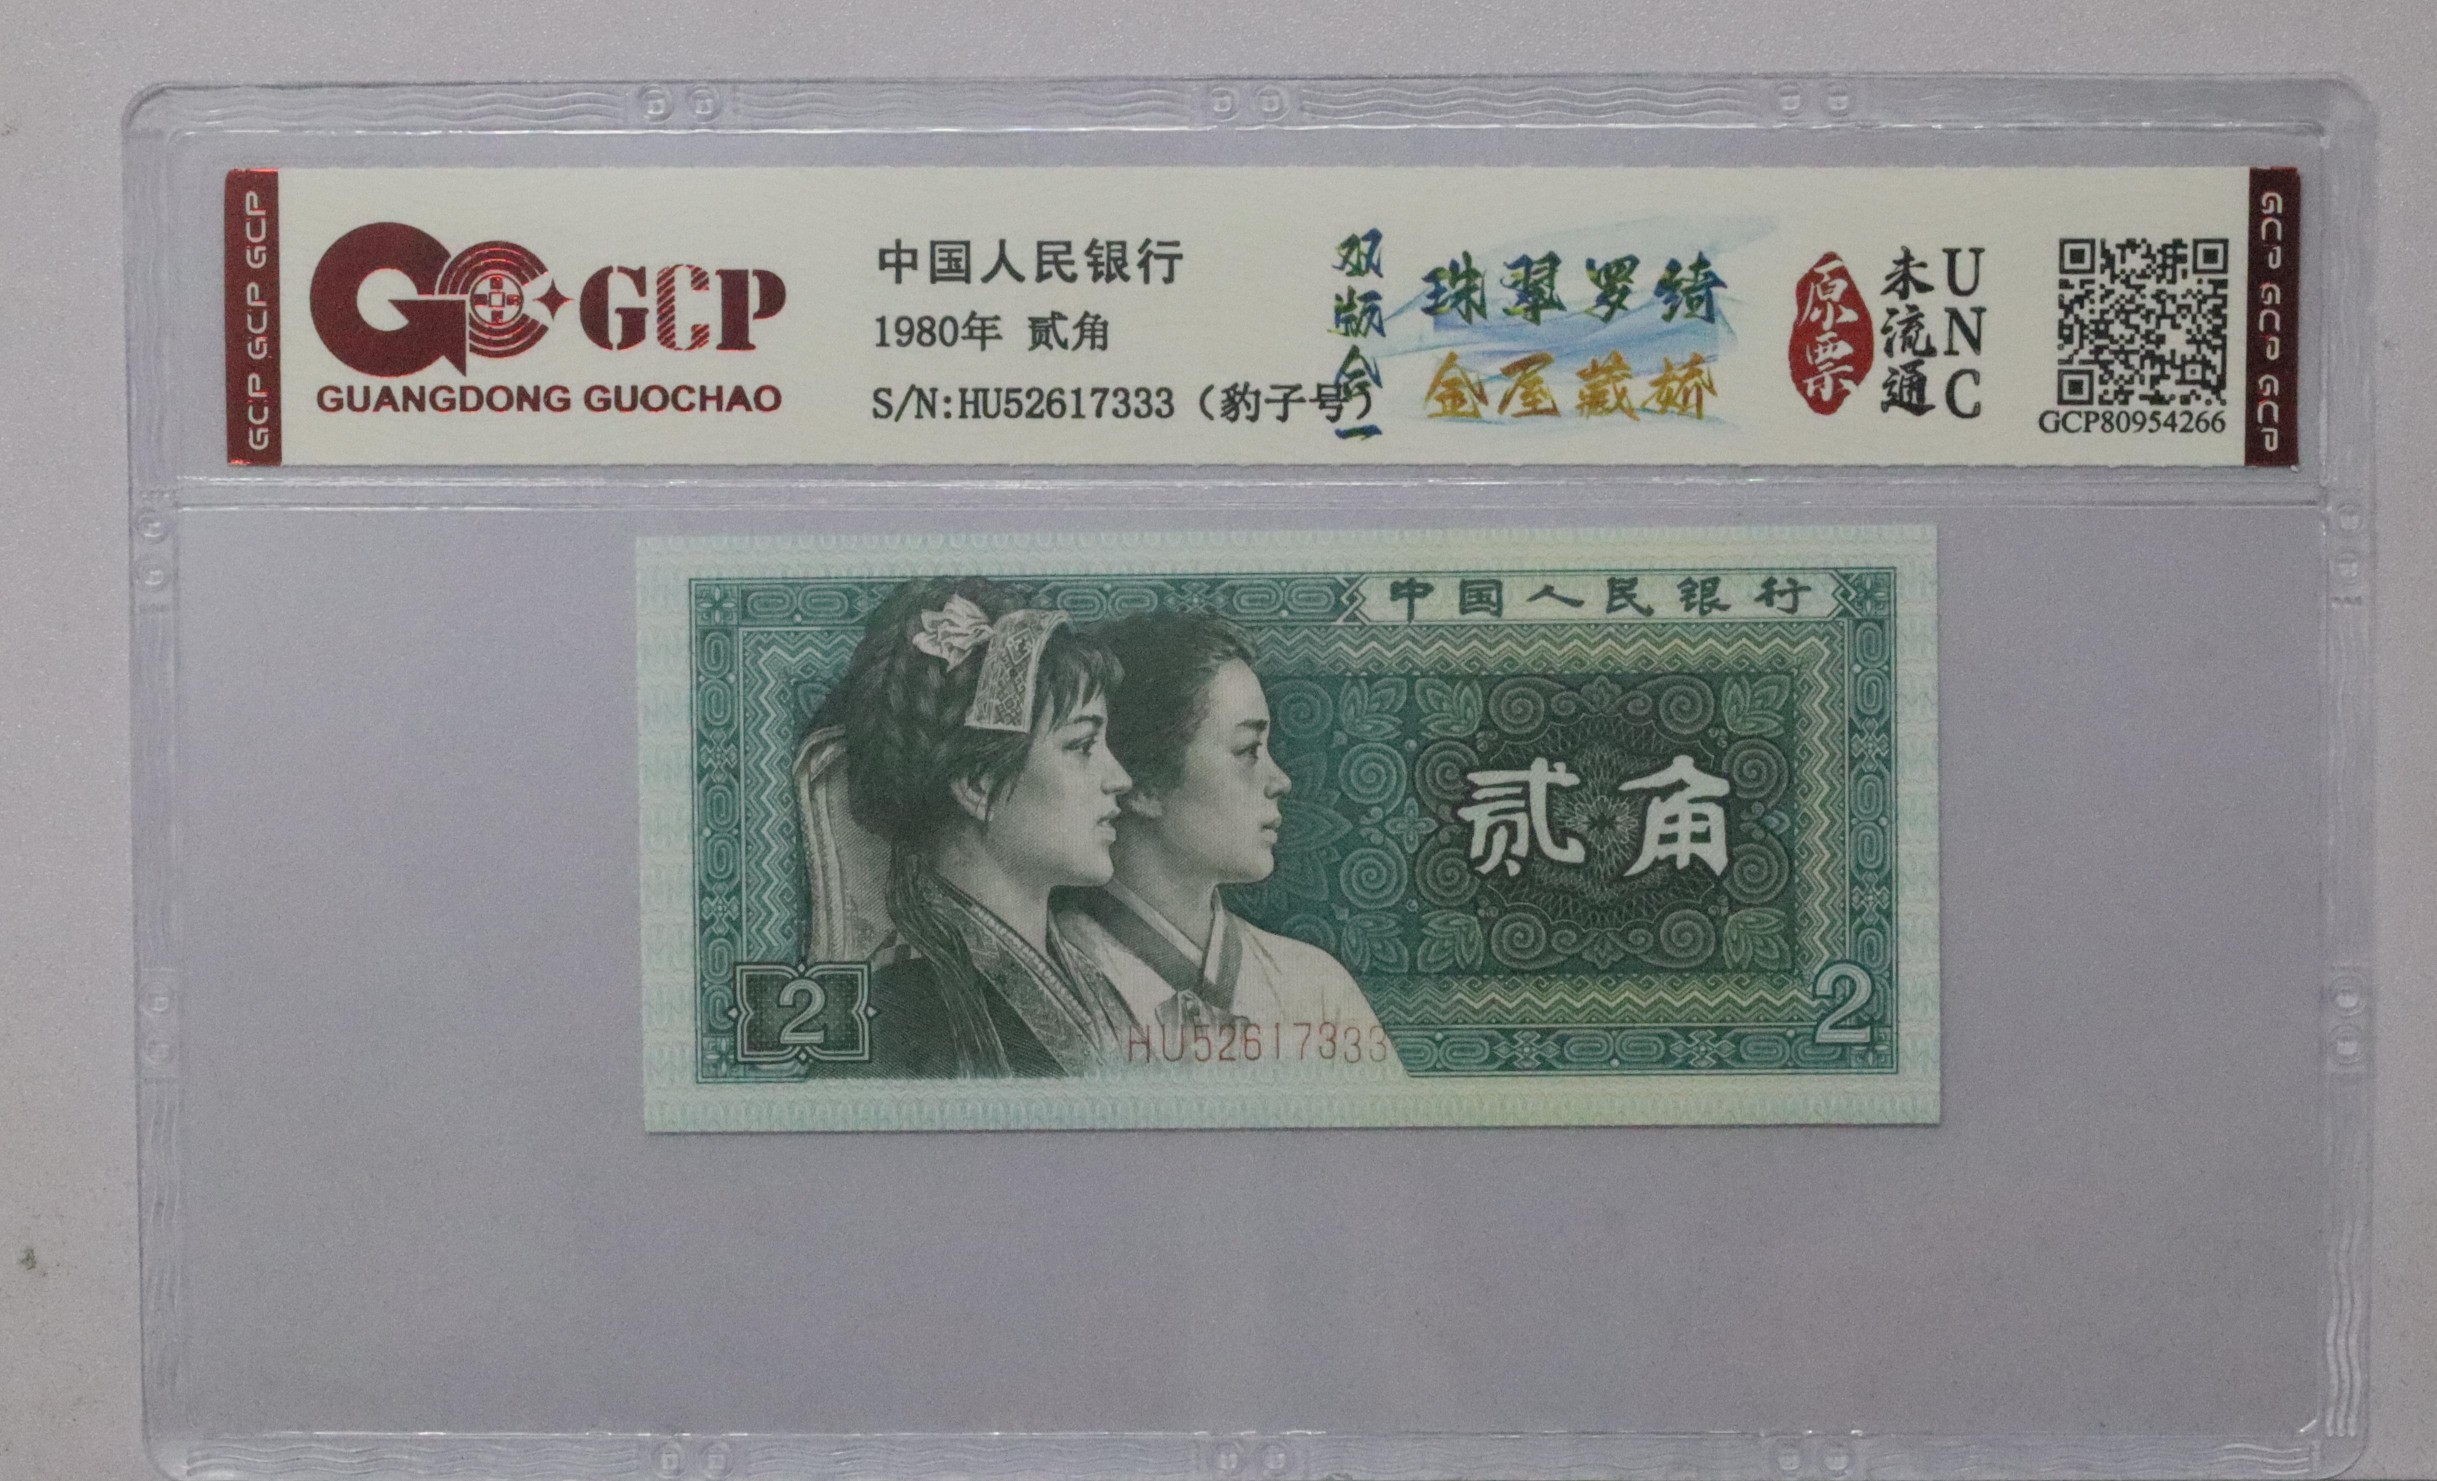 GCP GCP GCP
GCP
GUANGDONG GUOCHAO
中国人民银行
1980年 贰角
S/N:HU52617333（豹子号）
双版合一
珠翠罗绮
金屋藏娇
原票
未流通
UNC
GCP80954266
GCP GCP GCP
中国人民银行
贰角
2
2
HU52617333